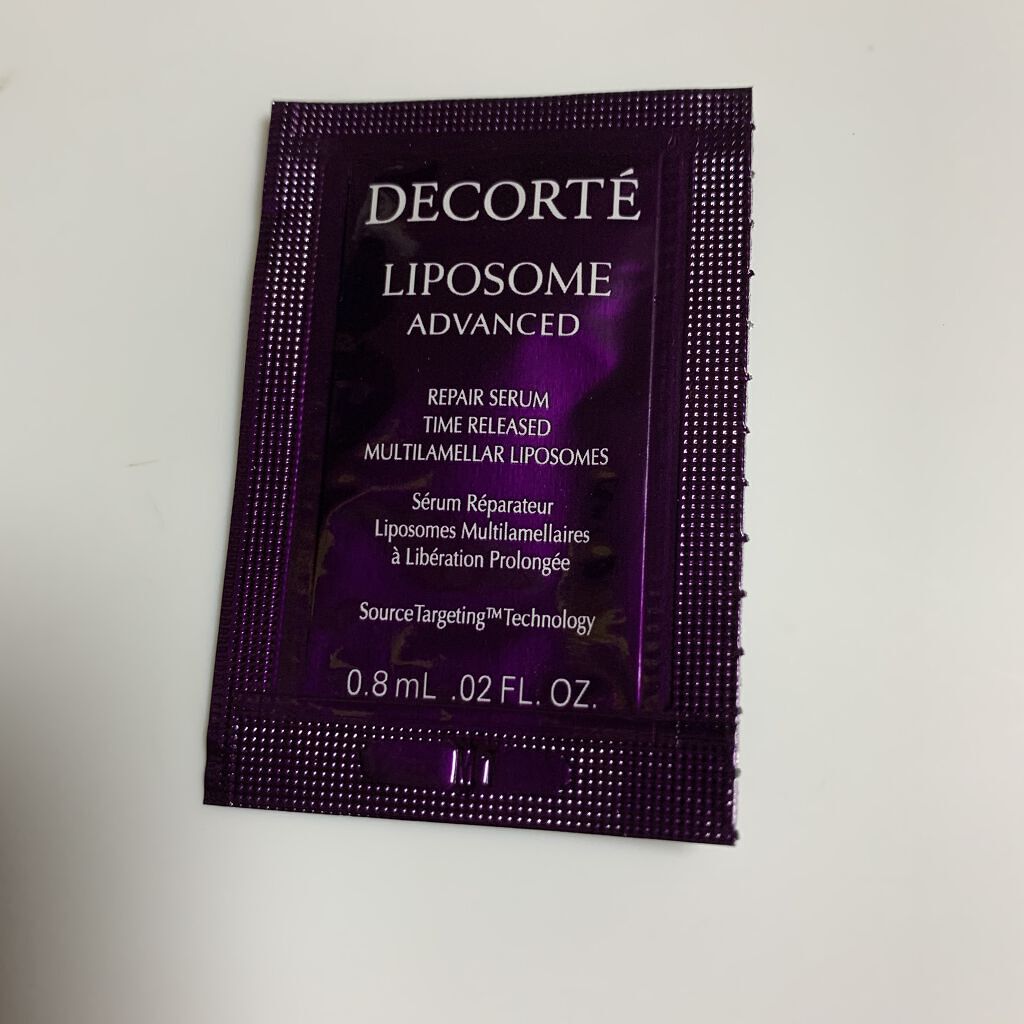 DECORTÉ
LIPOSOME
ADVANCED
REPAIR SERUM
TIME RELEASED
MULTILAMELLAR LIPOSOMES
Sérum Réparateur
Liposomes Multilamellaires
à Libération Prolongée
SourceTargeting™Technology
0.8 mL .02 FL. OZ.